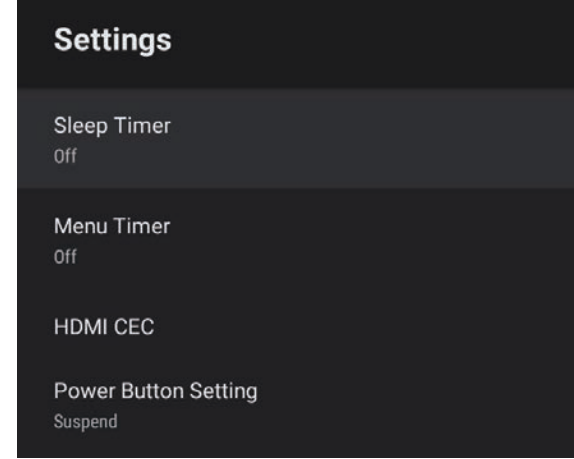 Settings
Sleep Timer
Off
Menu Timer
Off
HDMI CEC
Power Button Setting
Suspend